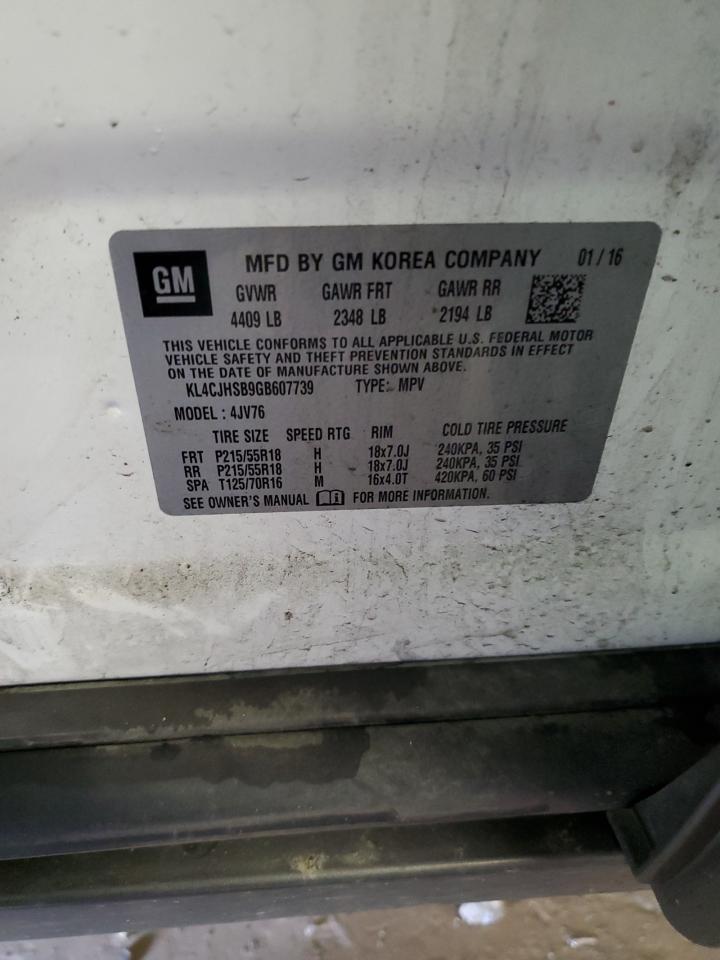 GM MFD BY GM KOREA COMPANY 01/16
GVWR GAWR FRT GAWR RR
4409 LB 2348 LB 2194 LB
THIS VEHICLE CONFORMS TO ALL APPLICABLE U.S. FEDERAL MOTOR
VEHICLE SAFETY AND THEFT PREVENTION STANDARDS IN EFFECT
ON THE DATE OF MANUFACTURE SHOWN ABOVE.
KL4CJHSB9GB607739 TYPE: MPV
MODEL : 4JV76
TIRE SIZE SPEED RTG RIM COLD TIRE PRESSURE
FRT P215/55R18 H 18x7.0J 240KPA, 35 PSI
RR P215/55R18 H 18x7.0J 240KPA, 35 PSI
SPA T125/70R16 M 16x4.0T 420KPA, 60 PSI
SEE OWNER'S MANUAL FOR MORE INFORMATION.